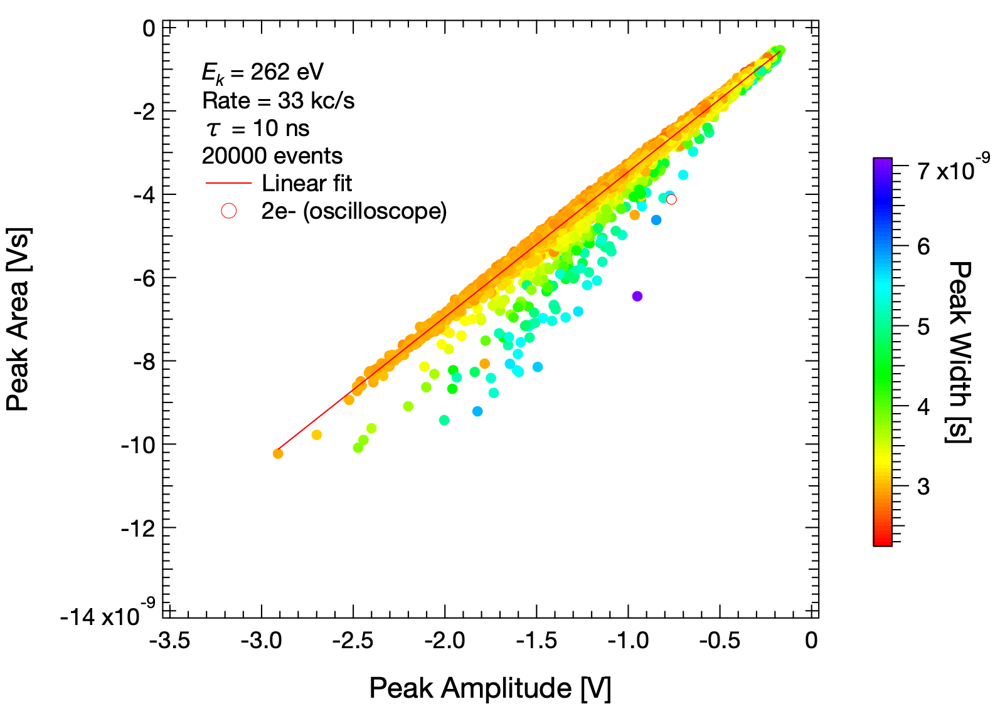 E_k = 262 eV
Rate = 33 kc/s
τ = 10 ns
20000 events
Linear fit
2e- (oscilloscope)
0
-2
-4
-6
-8
-10
-12
-14 x10^-9
Peak Area [Vs]
-3.5 -3.0 -2.5 -2.0 -1.5 -1.0 -0.5 0
Peak Amplitude [V]
7 x10^-9
6
5
4
3
Peak Width [s]